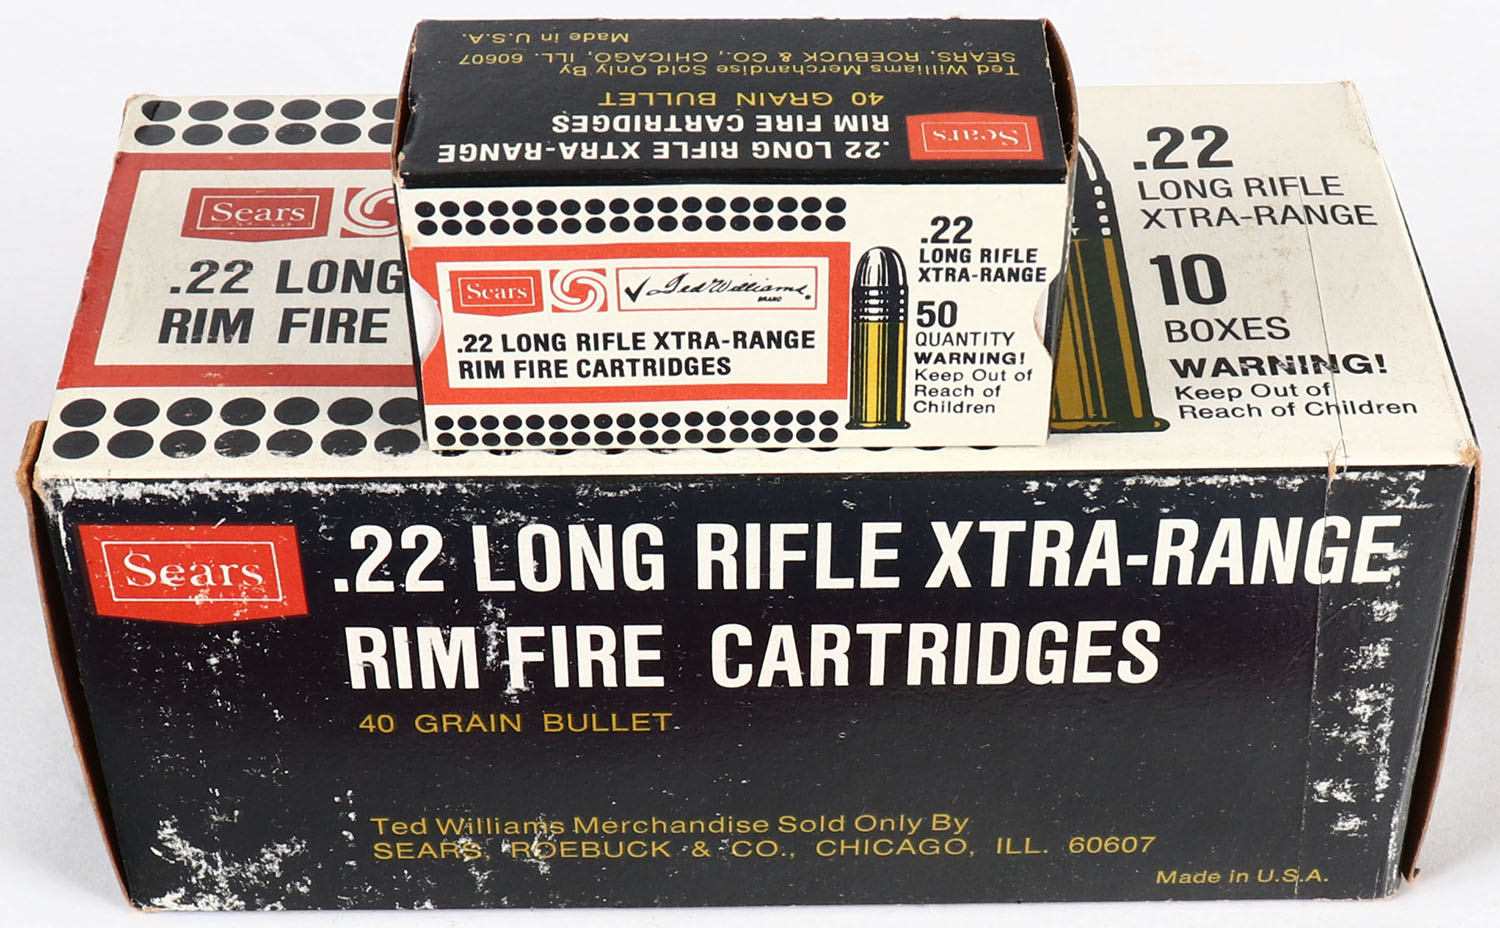 Made in U.S.A.
SEARS, ROEBUCK & CO., CHICAGO, ILL. 60607
Ted Williams Merchandise Sold Only By
40 GRAIN BULLET
RIM FIRE CARTRIDGES
.22 LONG RIFLE XTRA-RANGE
Sears
Sears
Ted Williams
BRAND
.22 LONG RIFLE XTRA-RANGE
RIM FIRE CARTRIDGES
.22
LONG RIFLE
XTRA-RANGE
50
QUANTITY
WARNING!
Keep Out of
Reach of
Children
Sears
.22 LONG
RIM FIRE
.22
LONG RIFLE
XTRA-RANGE
10
BOXES
WARNING!
Keep Out of
Reach of Children
Sears
.22 LONG RIFLE XTRA-RANGE
RIM FIRE CARTRIDGES
40 GRAIN BULLET
Ted Williams Merchandise Sold Only By
SEARS, ROEBUCK & CO., CHICAGO, ILL. 60607
Made in U.S.A.